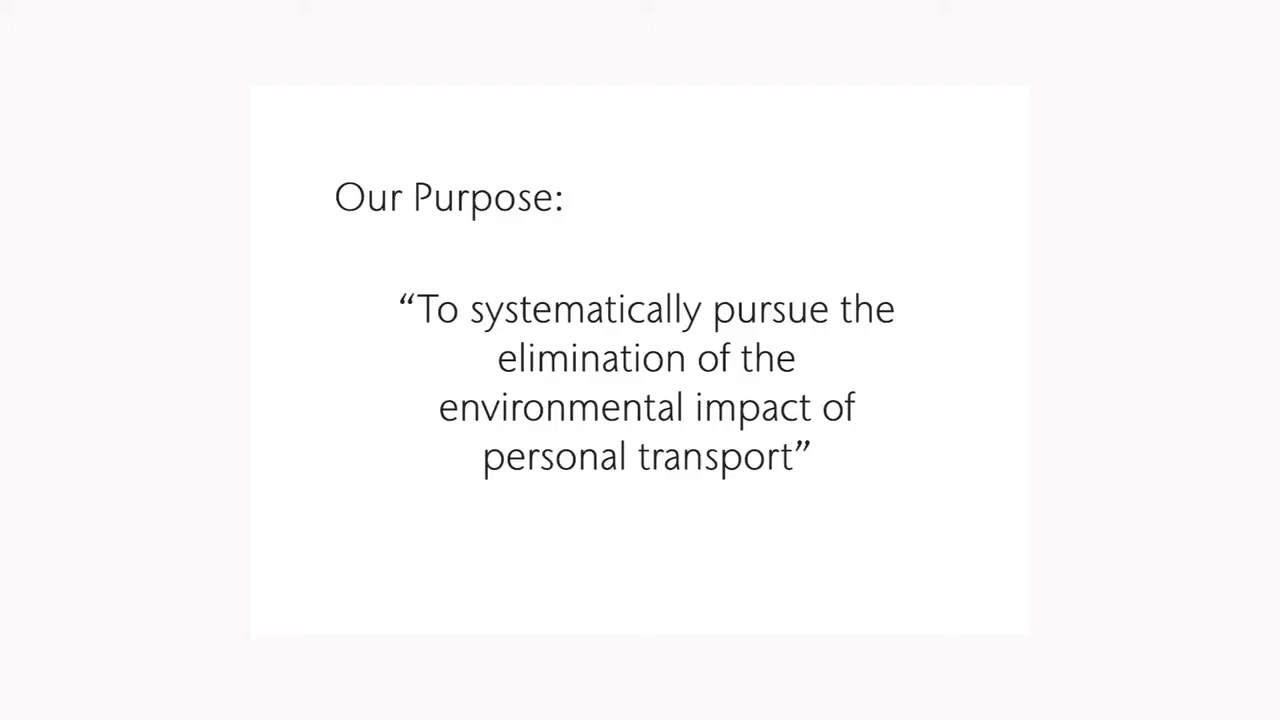 Our Purpose:
“To systematically pursue the
elimination of the
environmental impact of
personal transport”